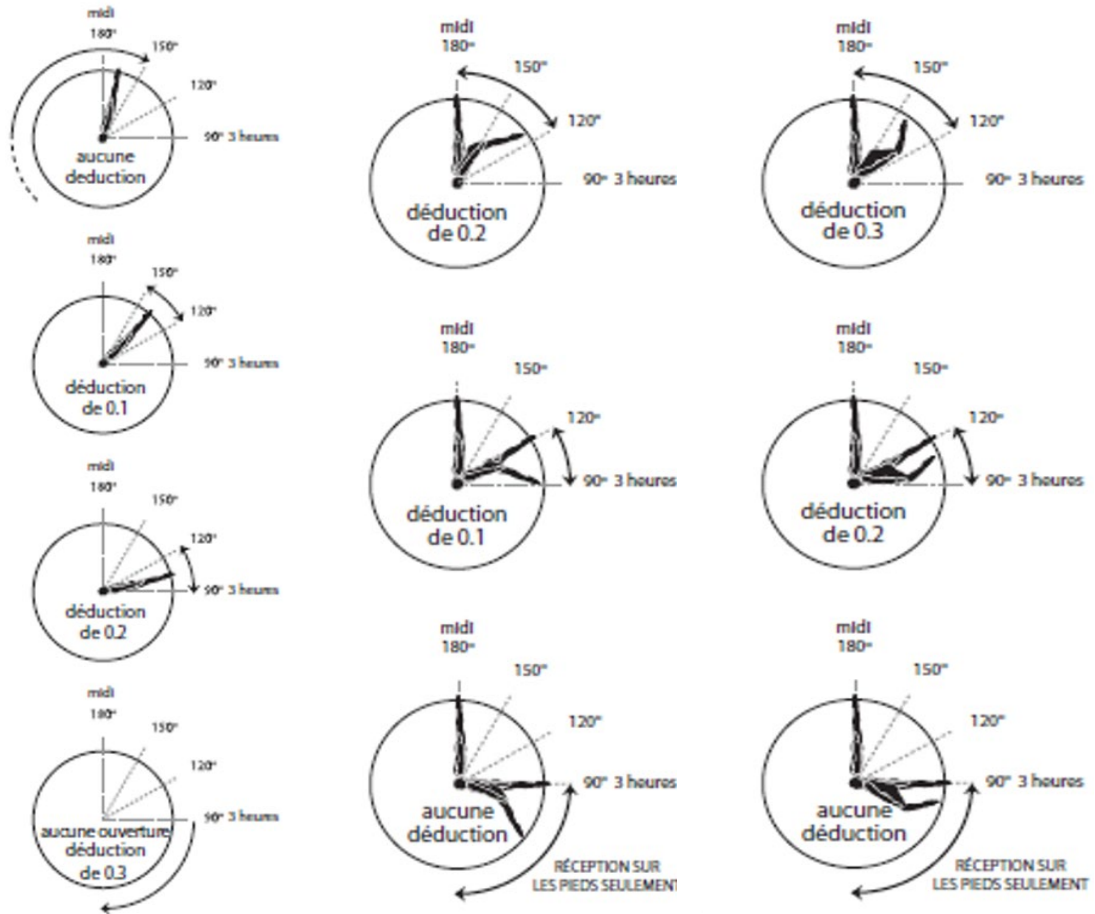 midi
180°
150°
120°
90° 3 heures
aucune
deduction
midi
180°
150°
120°
90° 3 heures
déduction
de 0.1
midi
180°
150°
120°
90° 3 heures
déduction
de 0.2
midi
180°
150°
120°
90° 3 heures
aucune ouverture
déduction
de 0.3
midi
180°
150°
120°
90° 3 heures
déduction
de 0.2
midi
180°
150°
120°
90° 3 heures
déduction
de 0.1
midi
180°
150°
120°
90° 3 heures
aucune
déduction
RÉCEPTION SUR
LES PIEDS SEULEMENT
midi
180°
150°
120°
90° 3 heures
déduction
de 0.3
midi
180°
150°
120°
90° 3 heures
déduction
de 0.2
midi
180°
150°
120°
90° 3 heures
aucune
déduction
RÉCEPTION SUR
LES PIEDS SEULEMENT